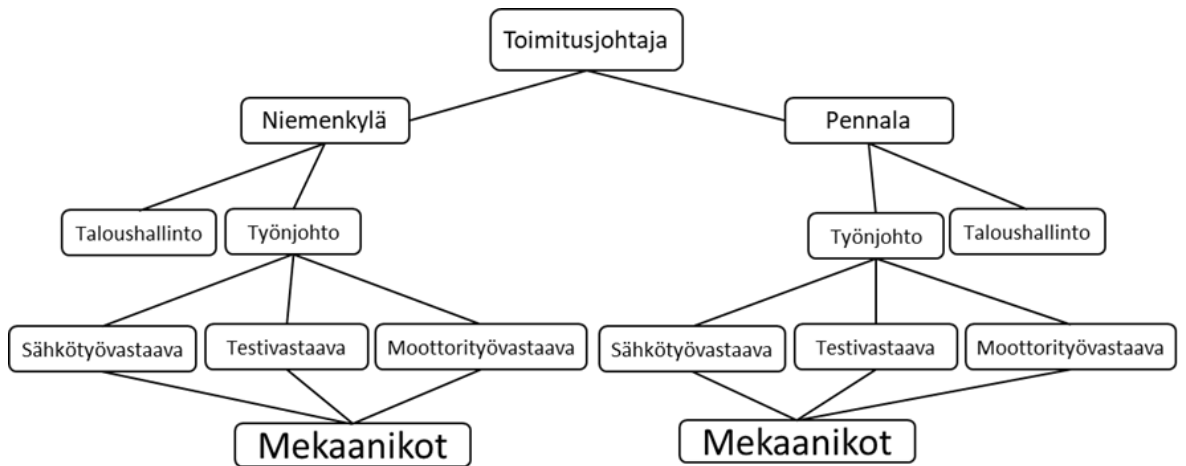 Toimitusjohtaja
Niemenkylä
Pennala
Taloushallinto
Työnjohto
Työnjohto
Taloushallinto
Sähkötyövastaava
Testivastaava
Moottorityövastaava
Sähkötyövastaava
Testivastaava
Moottorityövastaava
Mekaanikot
Mekaanikot